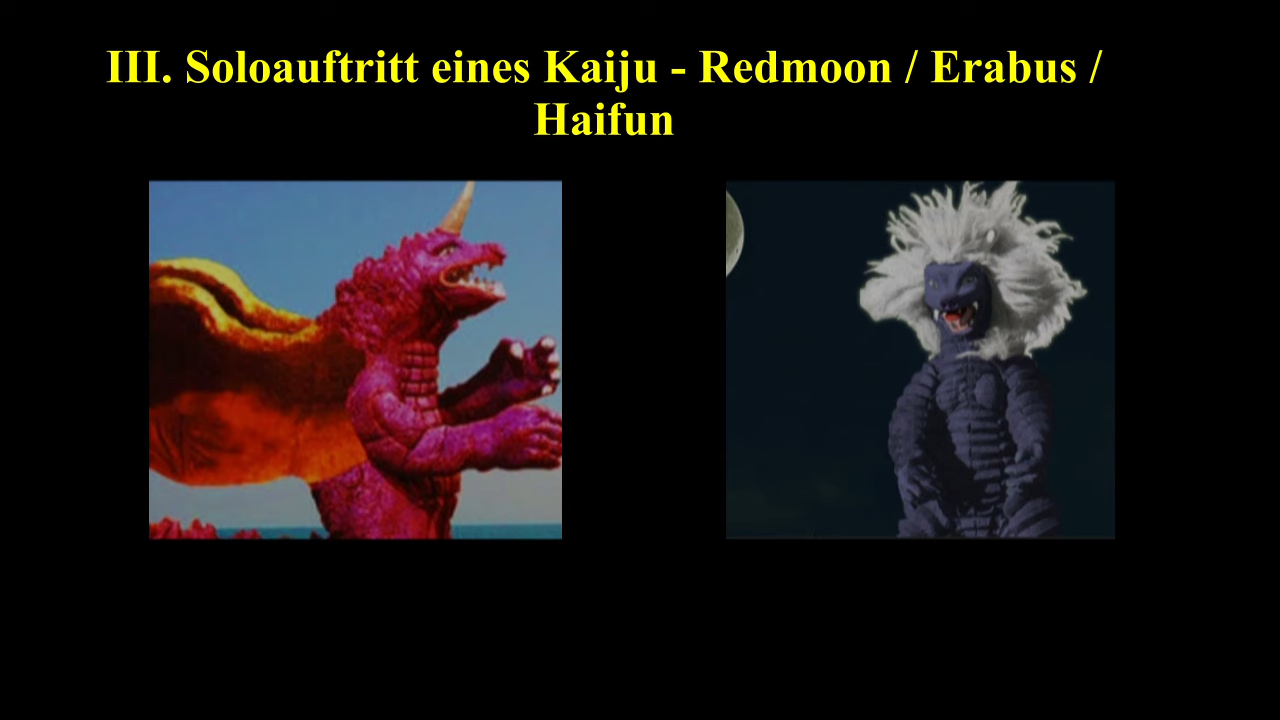 III. Soloauftritt eines Kaiju - Redmoon / Erabus /
Haifun